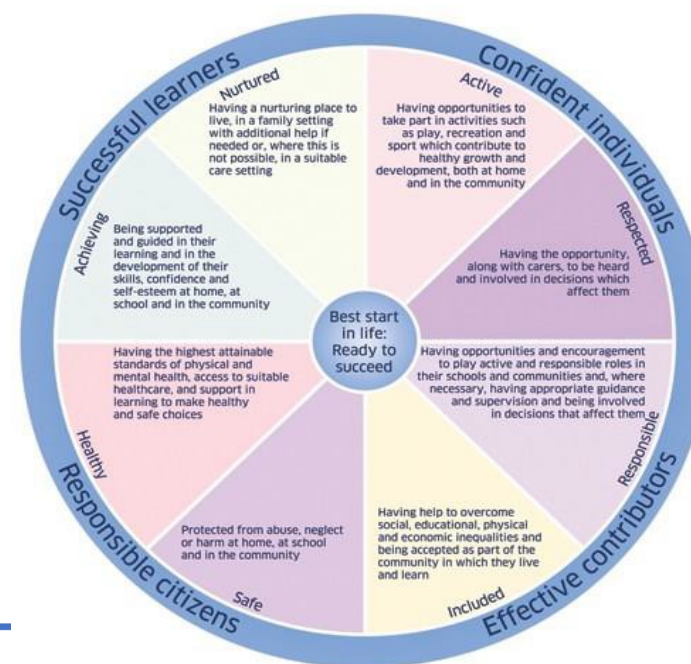 Successful learners
Confident individuals
Nurtured
Having a nurturing place to
live, in a family setting
with additional help if
needed or, where this is
not possible, in a suitable
care setting
Active
Having opportunities to
take part in activities such
as play, recreation and
sport which contribute to
healthy growth and
development, both at home
and in the community
Achieving
Being supported
and guided in their
learning and in the
development of their
skills, confidence and
self-esteem at home, at
school and in the community
Respected
Having the opportunity,
along with carers, to be heard
and involved in decisions which
affect them
Best start
in life:
Ready to
succeed
Healthy
Having the highest attainable
standards of physical and
mental health, access to suitable
healthcare, and support in
learning to make healthy
and safe choices
Responsible
Having opportunities and encouragement
to play active and responsible roles in
their schools and communities and, where
necessary, having appropriate guidance
and supervision and being involved
in decisions that affect them
Safe
Protected from abuse, neglect
or harm at home, at school
and in the community
Included
Having help to overcome
social, educational, physical
and economic inequalities and
being accepted as part of the
community in which they live
and learn
Responsible citizens
Effective contributors